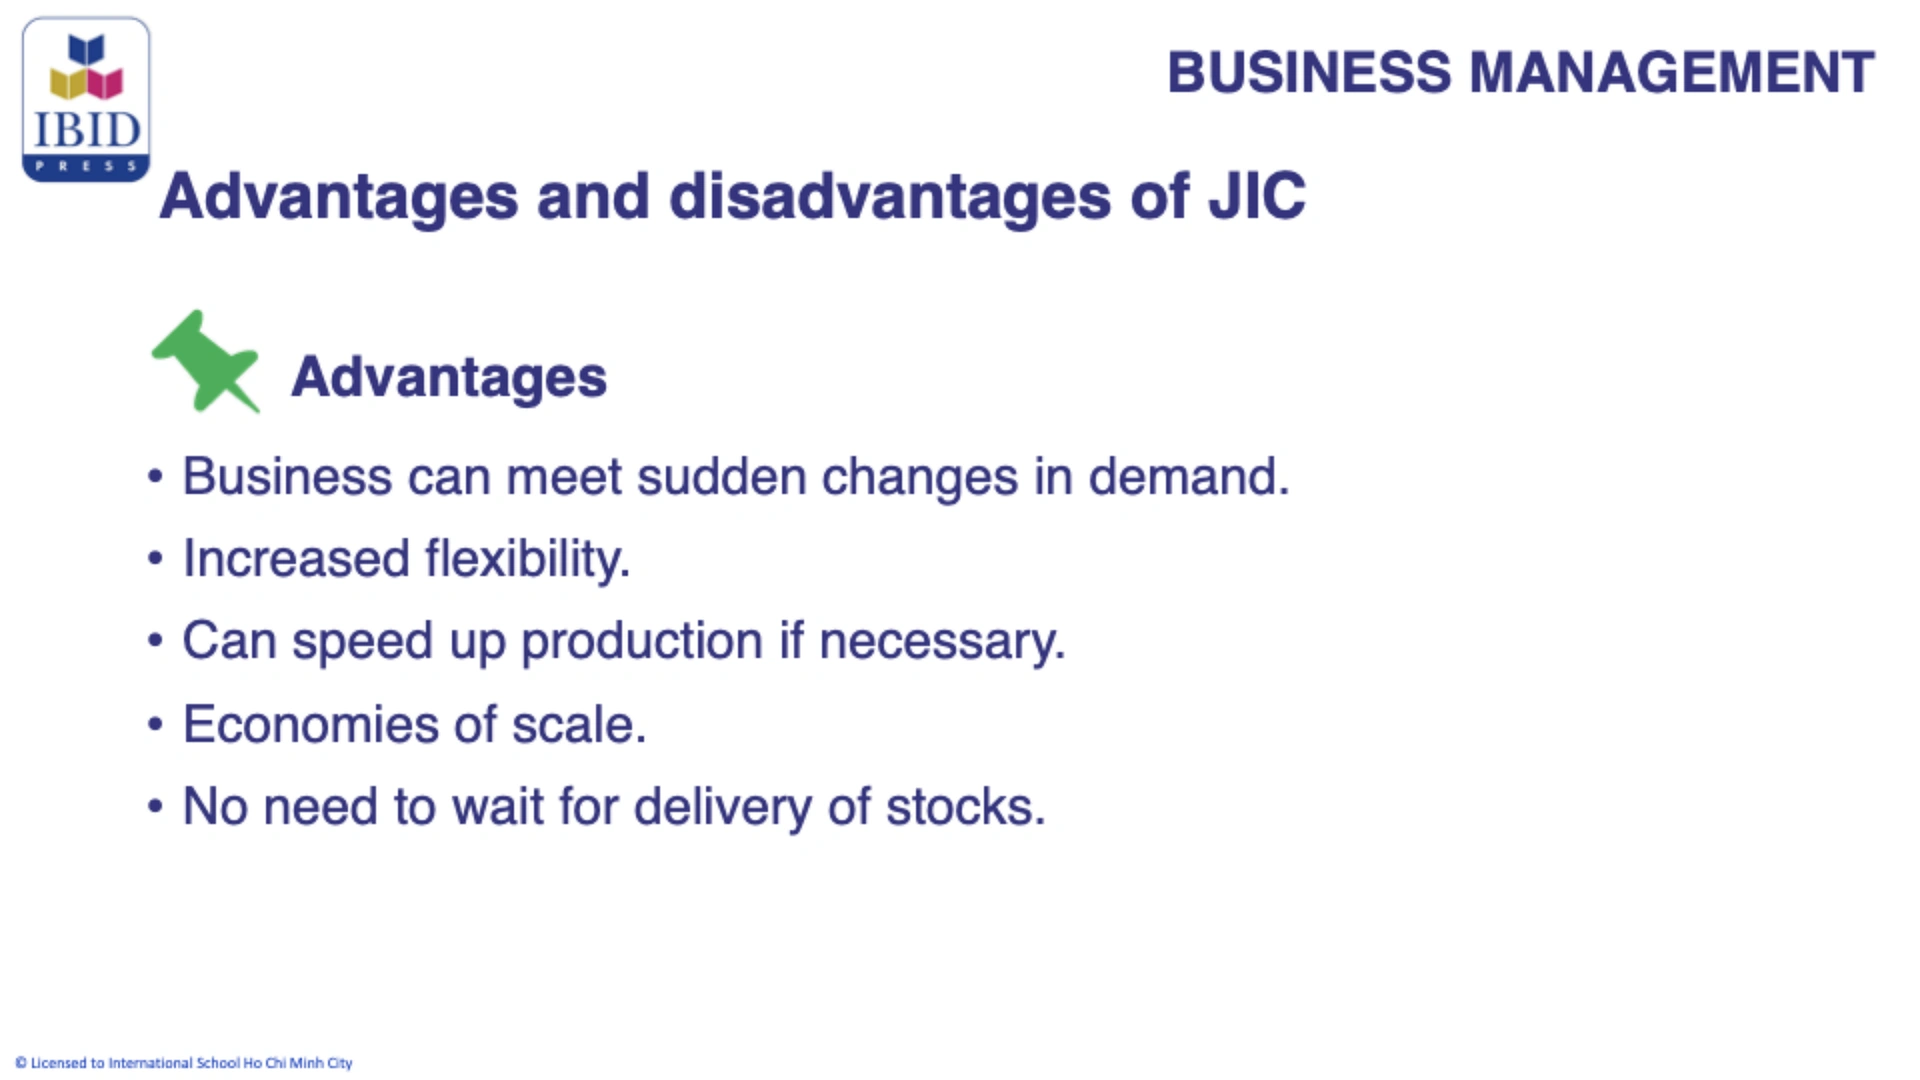 IBID
PRESS
BUSINESS MANAGEMENT
Advantages and disadvantages of JIC
Advantages
• Business can meet sudden changes in demand.
• Increased flexibility.
• Can speed up production if necessary.
• Economies of scale.
• No need to wait for delivery of stocks.
© Licensed to International School Ho Chi Minh City